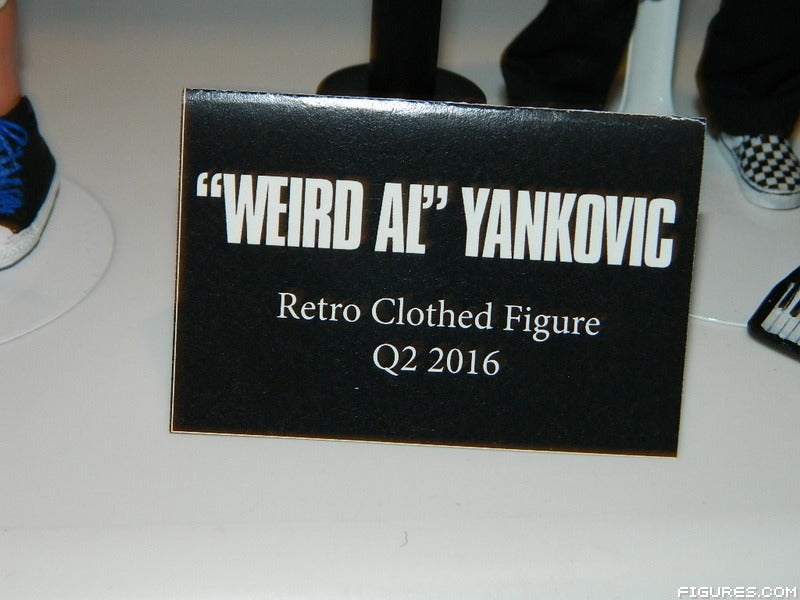 “WEIRD AL” YANKOVIC
Retro Clothed Figure
Q2 2016
FIGURES.COM